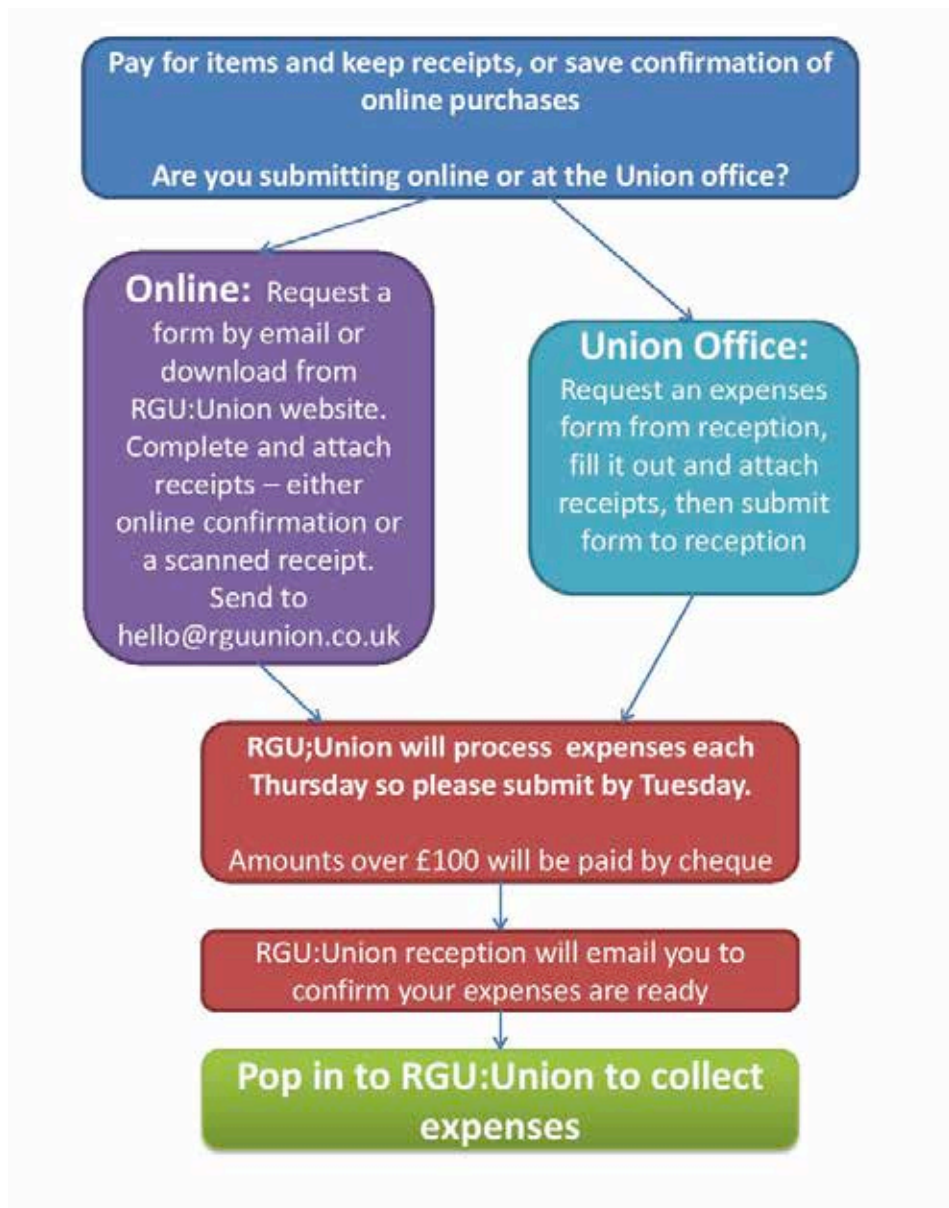 Pay for items and keep receipts, or save confirmation of
online purchases
Are you submitting online or at the Union office?
Online: Request a
form by email or
download from
RGU:Union website.
Complete and attach
receipts – either
online confirmation or
a scanned receipt.
Send to
hello@rguunion.co.uk
Union Office:
Request an expenses
form from reception,
fill it out and attach
receipts, then submit
form to reception
RGU;Union will process expenses each
Thursday so please submit by Tuesday.
Amounts over £100 will be paid by cheque
RGU:Union reception will email you to
confirm your expenses are ready
Pop in to RGU:Union to collect
expenses